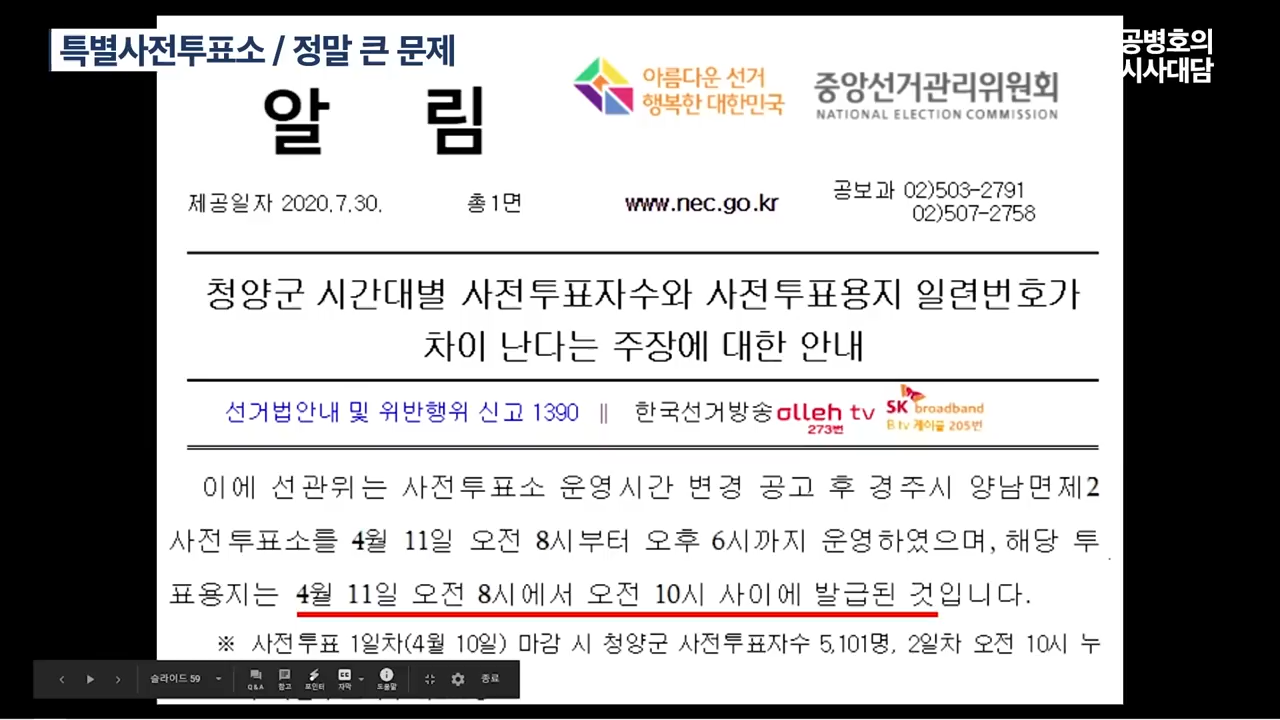 특별사전투표소 / 정말 큰 문제
공병호의
시사대담
알 림
아름다운 선거
행복한 대한민국
중앙선거관리위원회
NATIONAL ELECTION COMMISSION
제공일자 2020.7.30. 총1면 www.nec.go.kr 공보과 02)503-2791
02)507-2758
청양군 시간대별 사전투표자수와 사전투표용지 일련번호가
차이 난다는 주장에 대한 안내
선거법안내 및 위반행위 신고 1390 || 한국선거방송 olleh tv 273번 SK broadband B tv 케이블 205번
이에 선관위는 사전투표소 운영시간 변경 공고 후 경주시 양남면제2
사전투표소를 4월 11일 오전 8시부터 오후 6시까지 운영하였으며, 해당 투
표용지는 4월 11일 오전 8시에서 오전 10시 사이에 발급된 것입니다.
※ 사전투표 1일차(4월 10일) 마감 시 청양군 사전투표자수 5,101명, 2일차 오전 10시 누
슬라이드 59 Q&A 참고 포인터 자막 도움말 종료